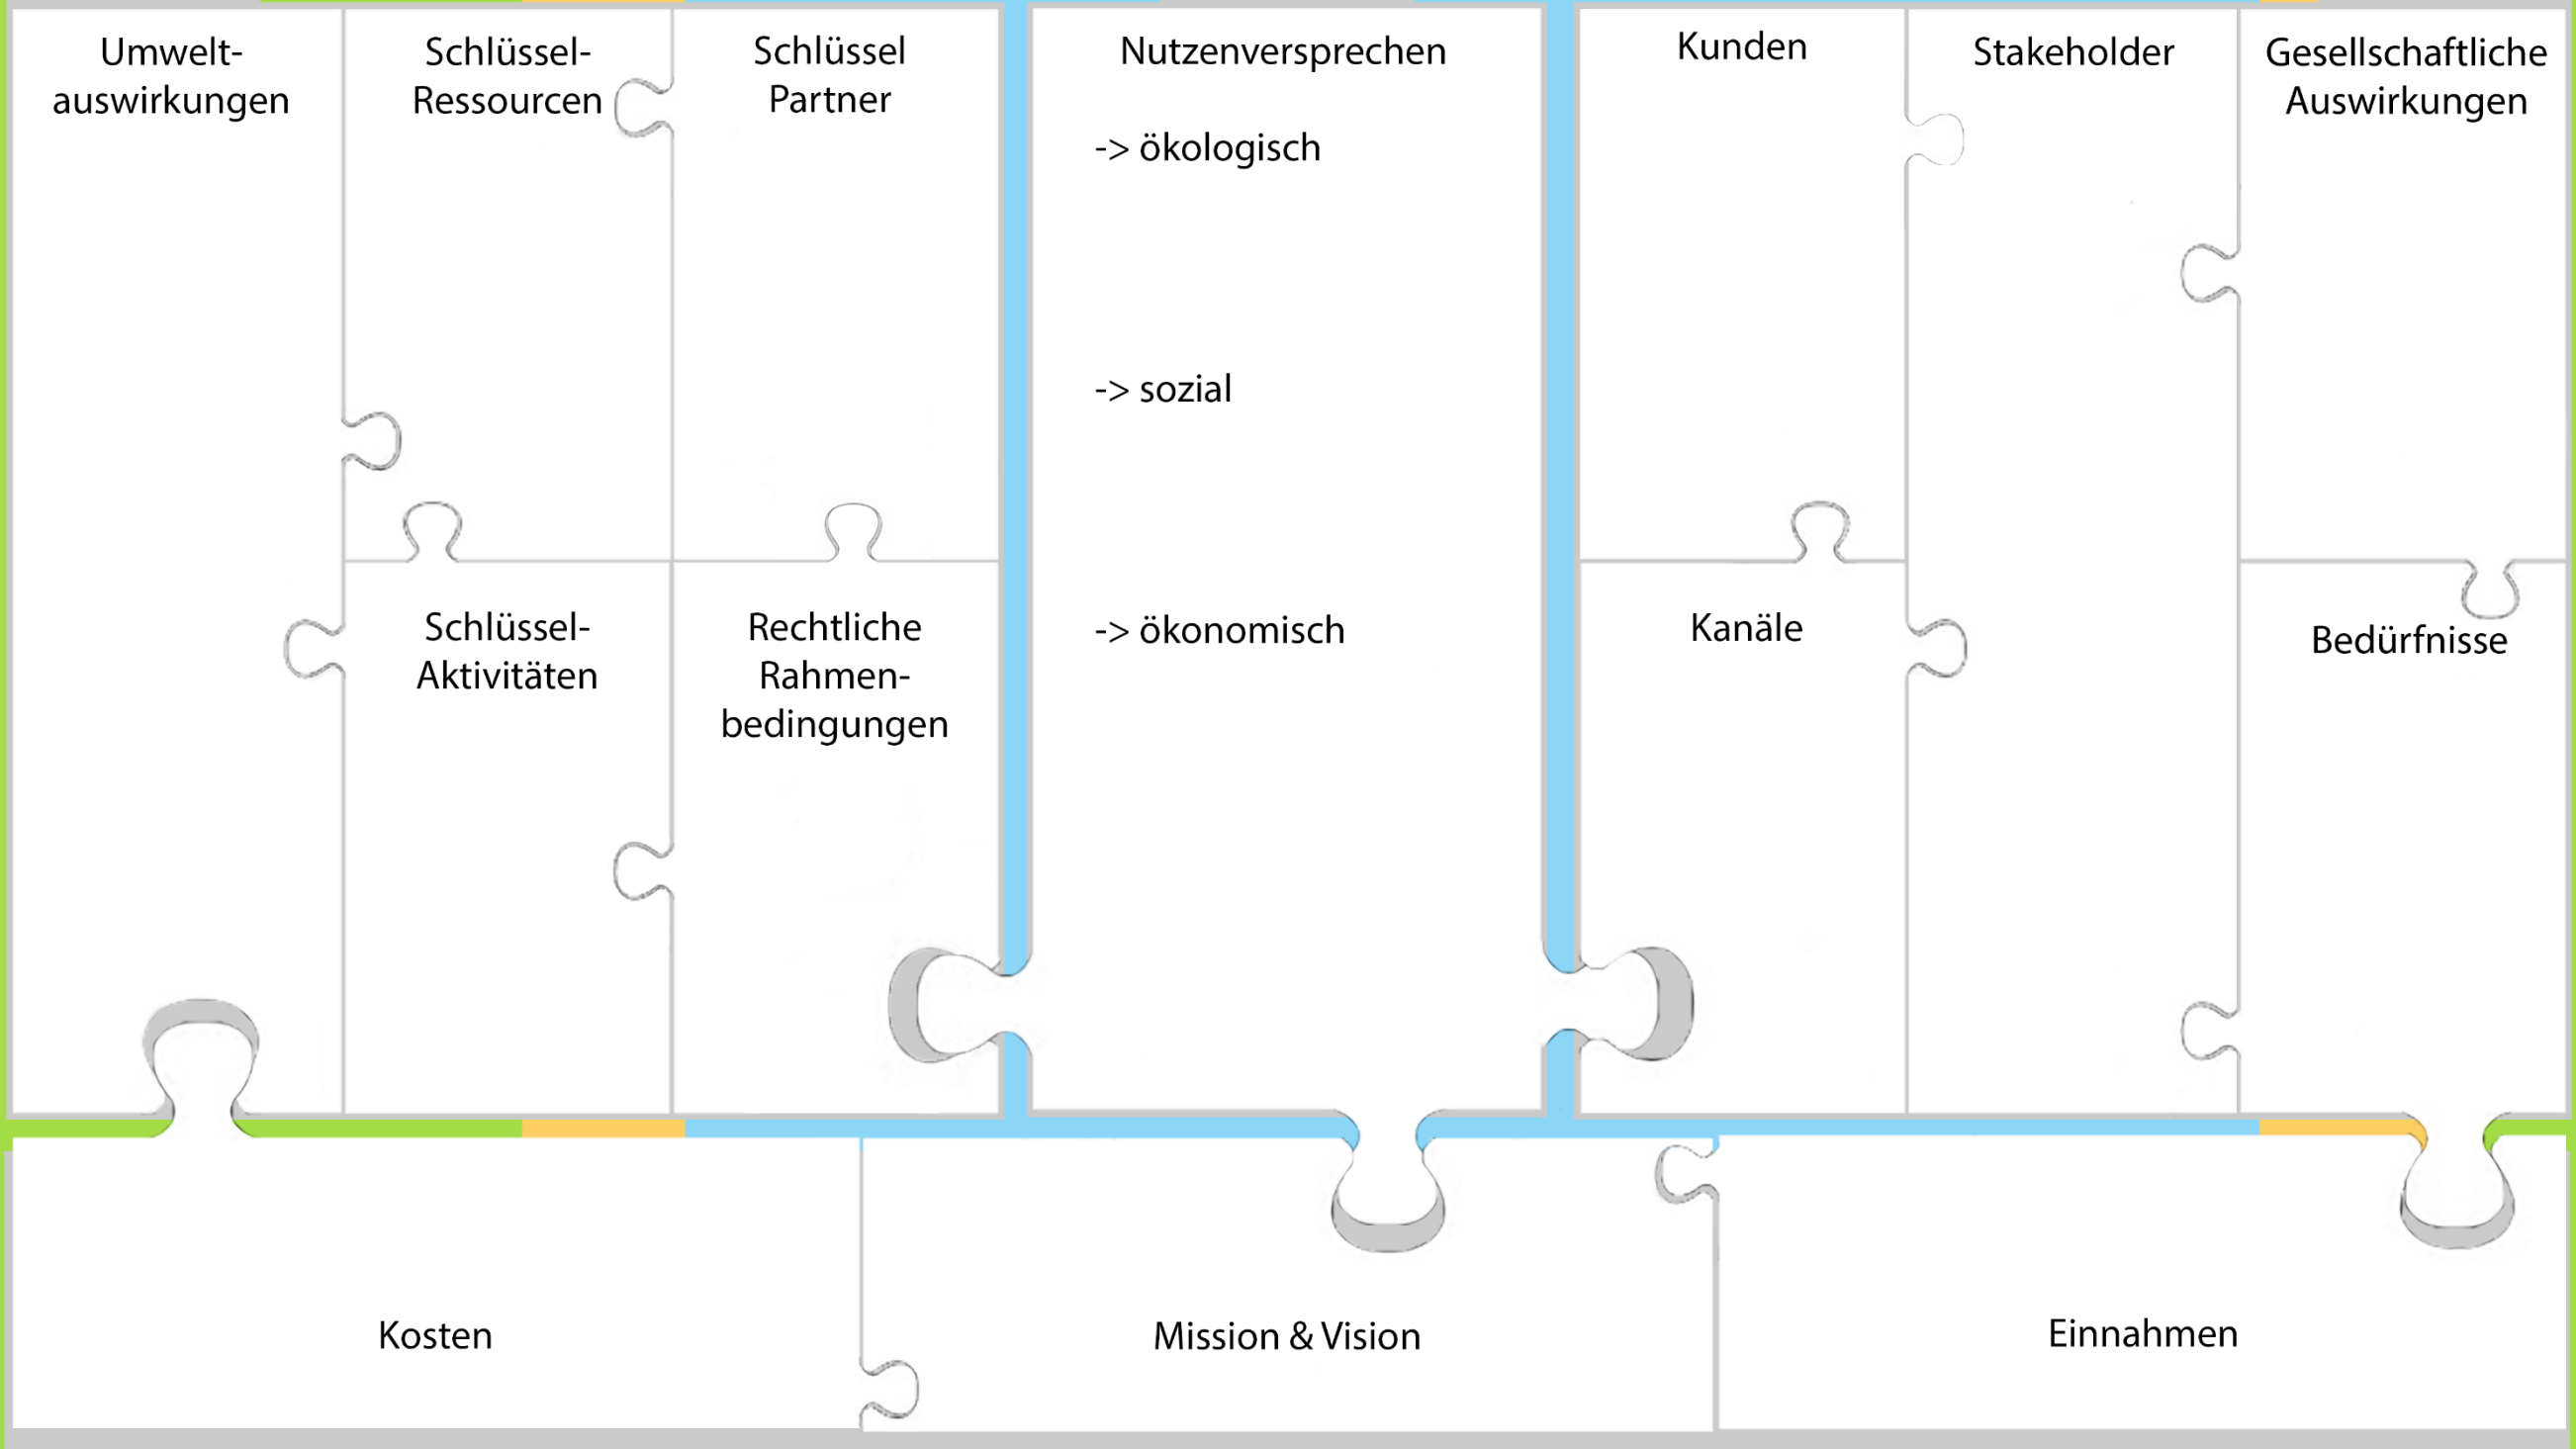 Umwelt-
auswirkungen
Schlüssel-
Ressourcen
Schlüssel
Partner
Nutzenversprechen
-> ökologisch
-> sozial
-> ökonomisch
Kunden
Stakeholder
Gesellschaftliche
Auswirkungen
Schlüssel-
Aktivitäten
Rechtliche
Rahmen-
bedingungen
Kanäle
Bedürfnisse
Kosten
Mission & Vision
Einnahmen